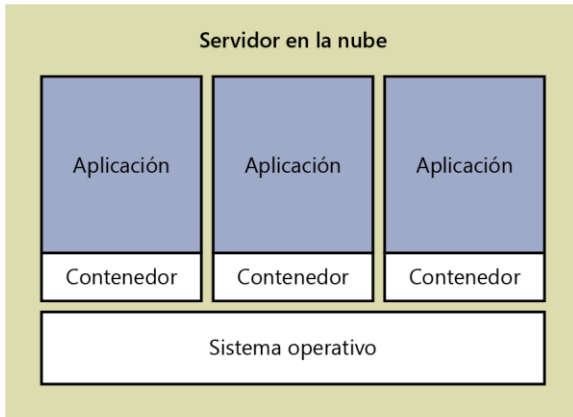 Servidor en la nube
Aplicación Aplicación Aplicación
Contenedor Contenedor Contenedor
Sistema operativo